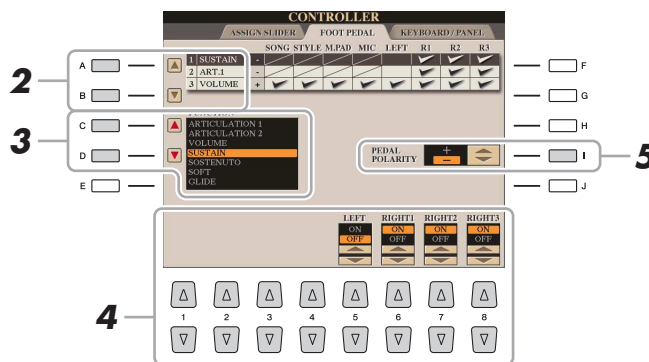 CONTROLLER
ASSIGN SLIDER FOOT PEDAL KEYBOARD / PANEL
SONG STYLE M.PAD MIC LEFT R1 R2 R3
1 SUSTAIN -
2 ART.1 -
3 VOLUME +
2
A
B
F
G
3
C
D
E
ARTICULATION 1
ARTICULATION 2
VOLUME
SUSTAIN
SOSTENUTO
SOFT
GLIDE
PEDAL POLARITY
+
-
H
I
J
5
LEFT RIGHT1 RIGHT2 RIGHT3
ON ON ON ON
OFF OFF OFF OFF
4
1 2 3 4 5 6 7 8